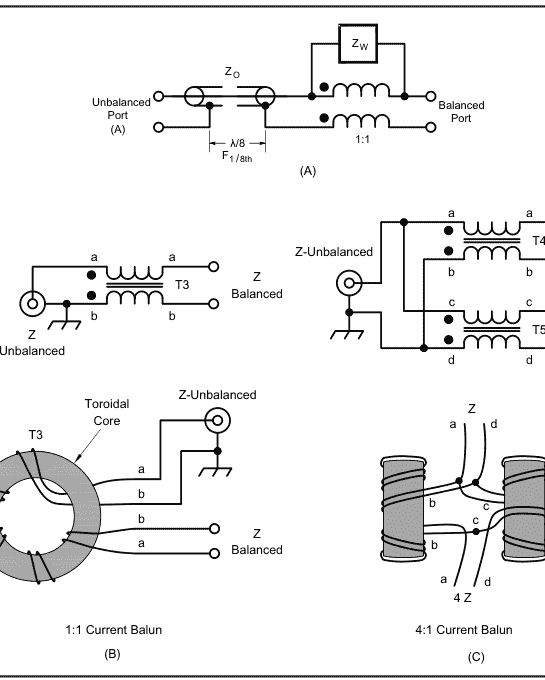 Z_W
Z_O
Unbalanced
Port
(A)
Balanced
Port
λ/8
F_1/8th
1:1
(A)
a a
T3
b b
Z
Balanced
Z
Unbalanced
Z-Unbalanced
a a
T4
b b
c c
T5
d d
Toroidal
Core
T3
Z-Unbalanced
a
b
b
a
Z
Balanced
1:1 Current Balun
(B)
Z
a d
b
c
c
b
a d
4 Z
4:1 Current Balun
(C)